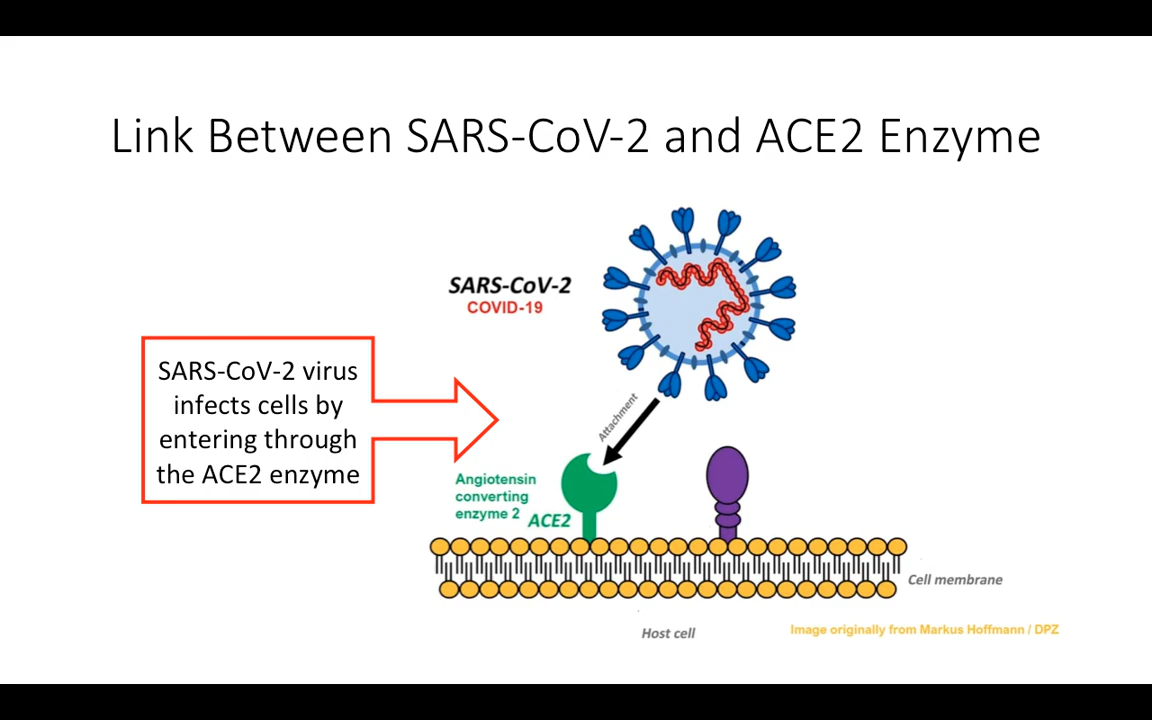 Link Between SARS-CoV-2 and ACE2 Enzyme
SARS-CoV-2
COVID-19
SARS-CoV-2 virus
infects cells by
entering through
the ACE2 enzyme
Attachment
Angiotensin
converting
enzyme 2
ACE2
Cell membrane
Host cell
Image originally from Markus Hoffmann / DPZ